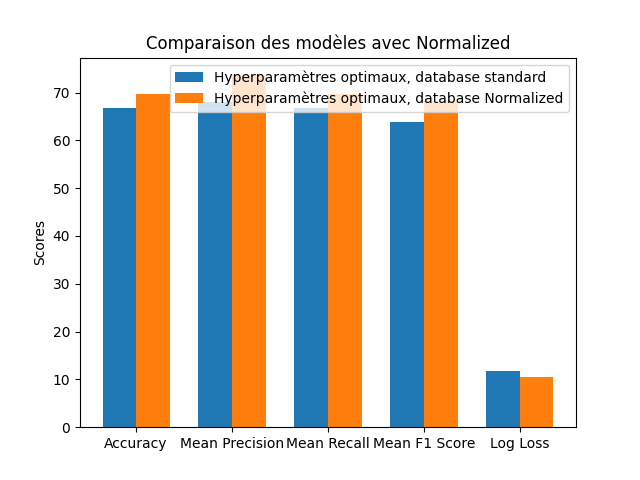 Comparaison des modèles avec Normalized
Hyperparamètres optimaux, database standard
Hyperparamètres optimaux, database Normalized
Scores
70
60
50
40
30
20
10
0
Accuracy Mean Precision Mean Recall Mean F1 Score Log Loss